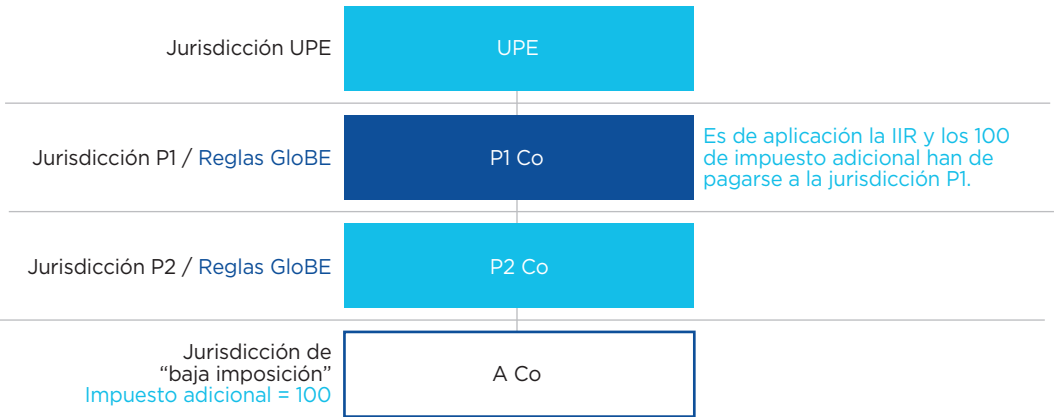 Jurisdicción UPE
UPE
Jurisdicción P1 / Reglas GloBE
P1 Co
Es de aplicación la IIR y los 100
de impuesto adicional han de
pagarse a la jurisdicción P1.
Jurisdicción P2 / Reglas GloBE
P2 Co
Jurisdicción de
“baja imposición”
Impuesto adicional = 100
A Co